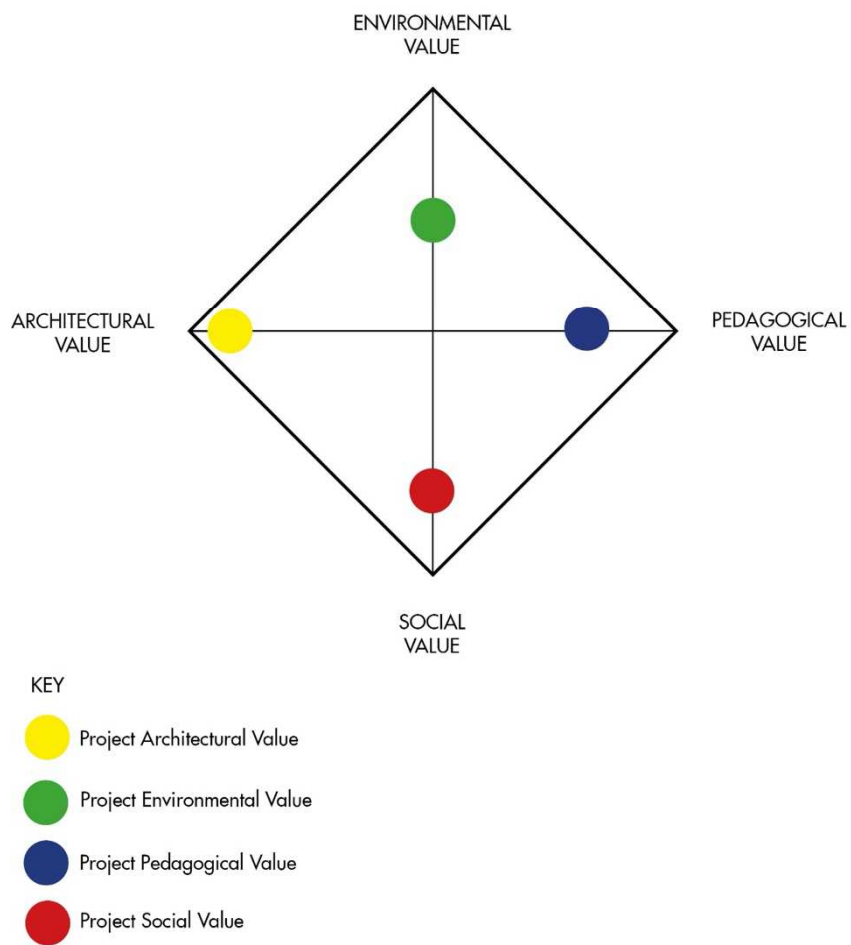 ENVIRONMENTAL
VALUE
ARCHITECTURAL
VALUE
PEDAGOGICAL
VALUE
SOCIAL
VALUE
KEY
Project Architectural Value
Project Environmental Value
Project Pedagogical Value
Project Social Value